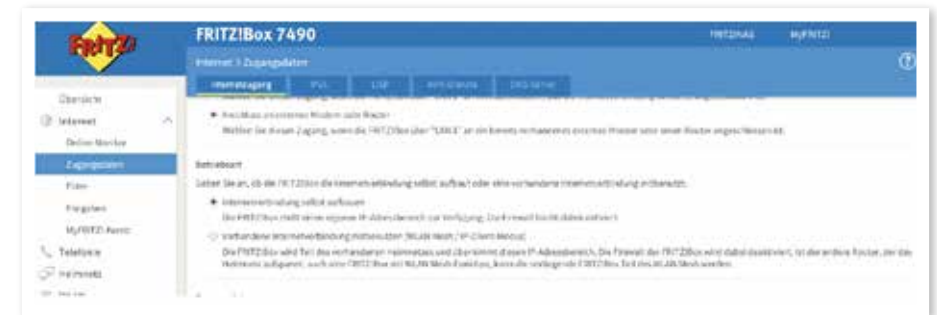 FRITZ!
FRITZ!Box 7490
FRITZ!NAS MyFRITZ!
Internet > Zugangsdaten
Internetzugang IPv6 LISP DNS-Server
Übersicht
Internet
Online-Monitor
Zugangsdaten
Filter
Freigaben
MyFRITZ!-Konto
Telefonie
Heimnetz
Anschluss an externes Modem oder Router
Wählen Sie diesen Zugang, wenn die FRITZ!Box über "LAN 1" an ein bereits vorhandenes externes Modem oder einen Router angeschlossen ist.
Betriebsart
Geben Sie an, ob die FRITZ!Box die Internetverbindung selbst aufbaut oder eine vorhandene Internetverbindung mitbenutzt.
Internetverbindung selbst aufbauen
Die FRITZ!Box stellt einen eigenen IP-Adressbereich zur Verfügung. Die Firewall bleibt dabei aktiviert.
Vorhandene Internetverbindung mitbenutzen (WLAN Mesh / IP-Client-Modus)
Die FRITZ!Box wird Teil des vorhandenen Heimnetzes und übernimmt diesen IP-Adressbereich. Die Firewall der FRITZ!Box wird dabei deaktiviert. Ist der andere Router, der das
Heimnetz aufspannt, auch eine FRITZ!Box mit WLAN Mesh Funktion, kann die vorliegende FRITZ!Box Teil des WLAN Mesh werden.